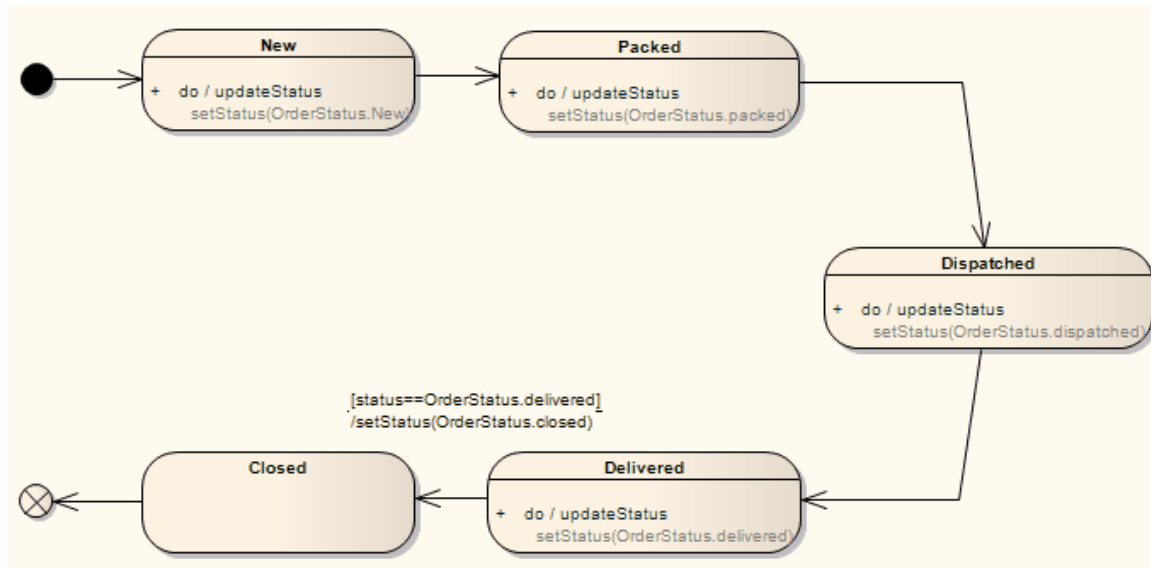 New
+ do / updateStatus
setStatus(OrderStatus.New)
Packed
+ do / updateStatus
setStatus(OrderStatus.packed)
Dispatched
+ do / updateStatus
setStatus(OrderStatus.dispatched)
[status==OrderStatus.delivered]
/setStatus(OrderStatus.closed)
Delivered
+ do / updateStatus
setStatus(OrderStatus.delivered)
Closed